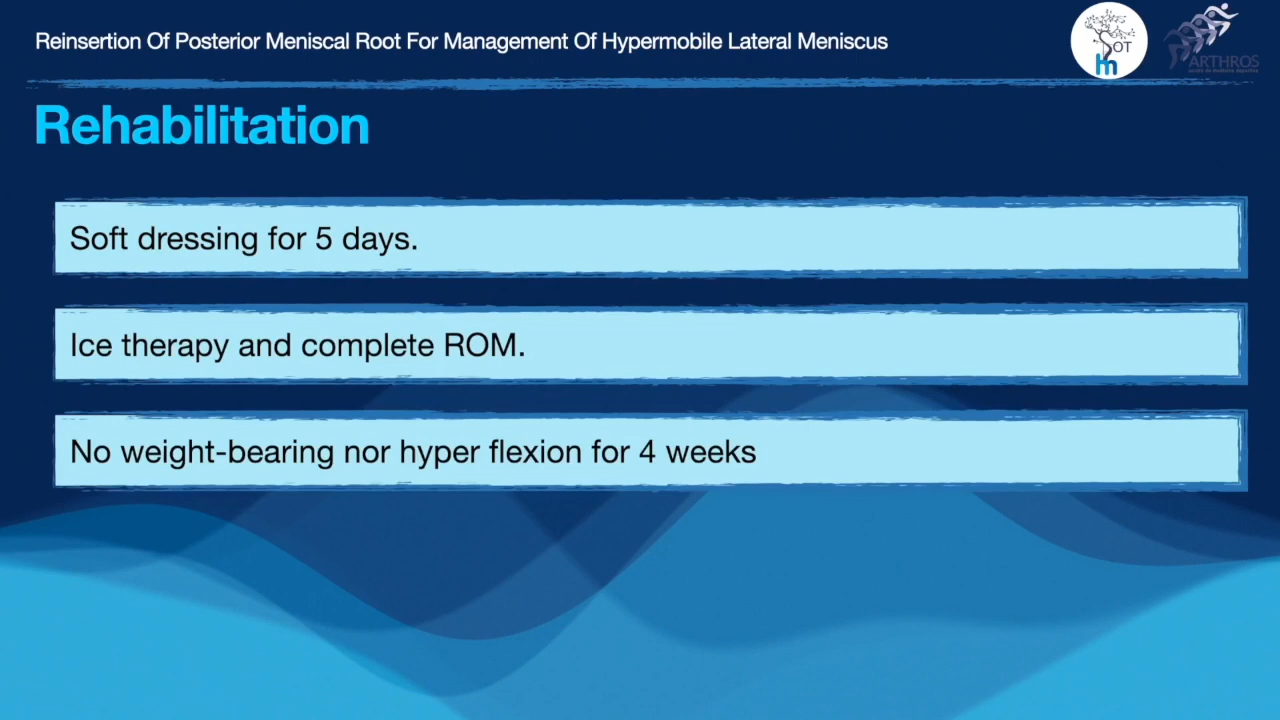 Reinsertion Of Posterior Meniscal Root For Management Of Hypermobile Lateral Meniscus
OT
hn
ARTHROS
Rehabilitation
Soft dressing for 5 days.
Ice therapy and complete ROM.
No weight-bearing nor hyper flexion for 4 weeks